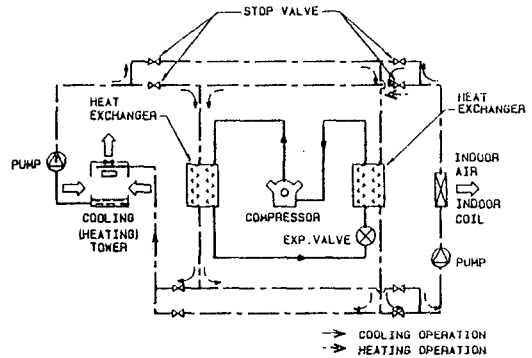 STOP VALVE
HEAT
EXCHANGER
HEAT
EXCHANGER
PUMP
COOLING
(HEATING)
TOWER
COMPRESSOR
EXP.VALVE
INDOOR
AIR
INDOOR
COIL
PUMP
COOLING OPERATION
HEATING OPERATION